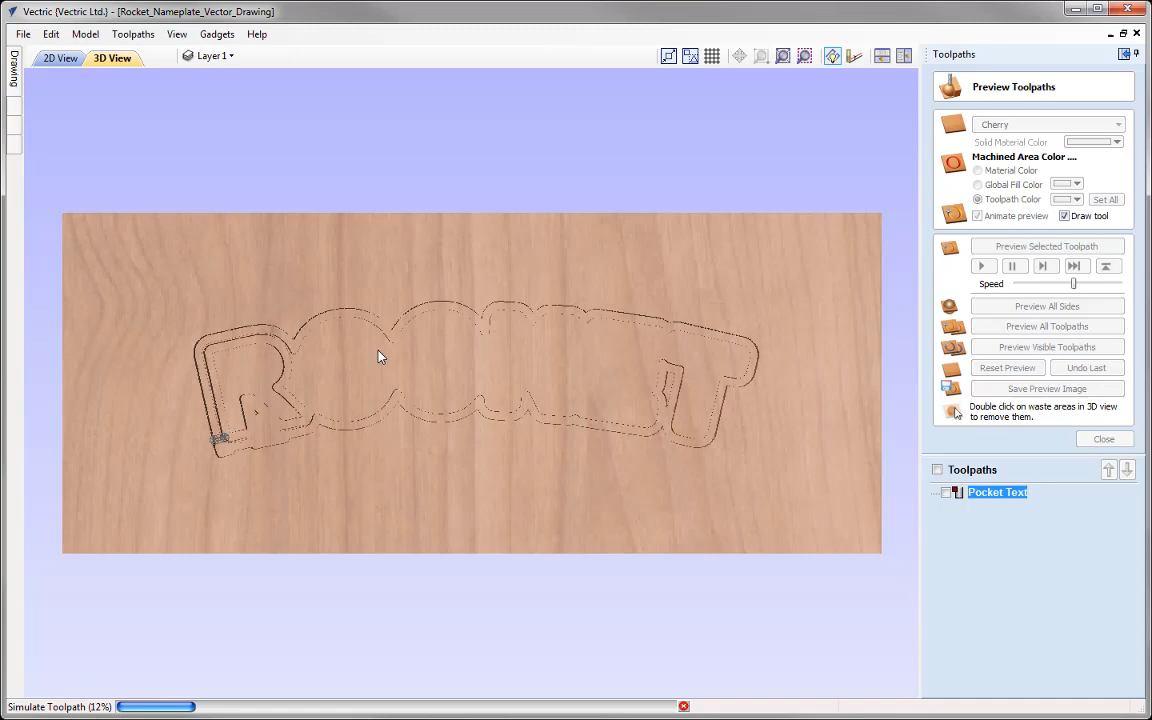 Vectric {Vectric Ltd.} - [Rocket_Nameplate_Vector_Drawing]
File Edit Model Toolpaths View Gadgets Help
2D View 3D View Layer 1 Toolpaths
Drawing
Preview Toolpaths
Cherry
Solid Material Color
Machined Area Color ....
Material Color
Global Fill Color
Toolpath Color Set All
Animate preview Draw tool
Preview Selected Toolpath
Speed
Preview All Sides
Preview All Toolpaths
Preview Visible Toolpaths
Reset Preview Undo Last
Save Preview Image
Double click on waste areas in 3D view
to remove them.
Close
Toolpaths
Pocket Text
Simulate Toolpath (12%)